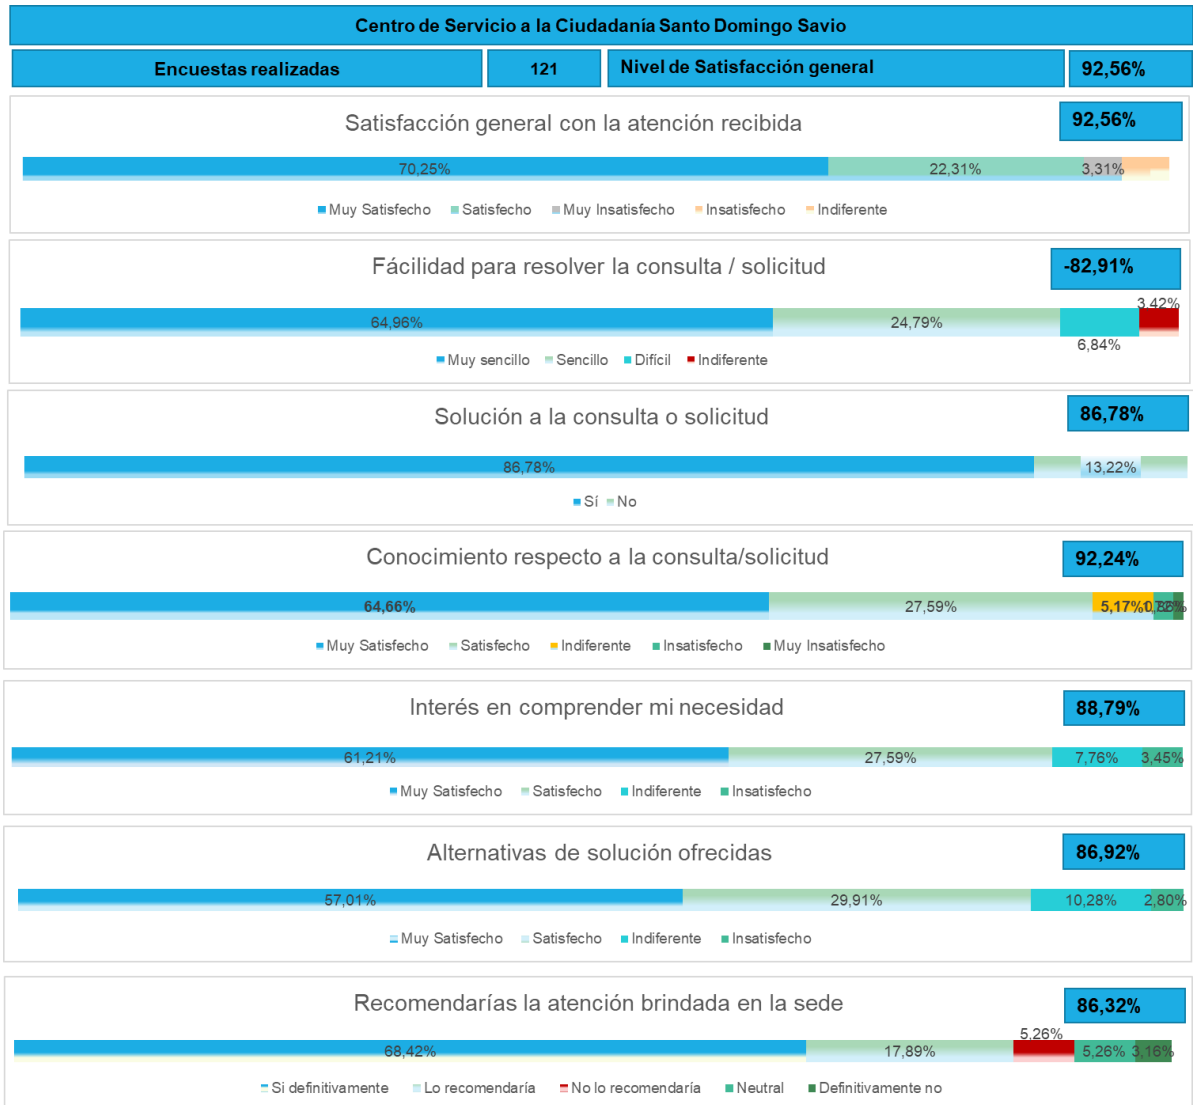 Centro de Servicio a la Ciudadanía Santo Domingo Savio
Encuestas realizadas 121 Nivel de Satisfacción general 92,56%
Satisfacción general con la atención recibida 92,56%
70,25% 22,31% 3,31%
Muy Satisfecho Satisfecho Muy Insatisfecho Insatisfecho Indiferente
Fácilidad para resolver la consulta / solicitud -82,91%
64,96% 24,79% 6,84% 3,42%
Muy sencillo Sencillo Difícil Indiferente
Solución a la consulta o solicitud 86,78%
86,78% 13,22%
Sí No
Conocimiento respecto a la consulta/solicitud 92,24%
64,66% 27,59% 5,17%
Muy Satisfecho Satisfecho Indiferente Insatisfecho Muy Insatisfecho
Interés en comprender mi necesidad 88,79%
61,21% 27,59% 7,76% 3,45%
Muy Satisfecho Satisfecho Indiferente Insatisfecho
Alternativas de solución ofrecidas 86,92%
57,01% 29,91% 10,28% 2,80%
Muy Satisfecho Satisfecho Indiferente Insatisfecho
Recomendarías la atención brindada en la sede 86,32%
68,42% 17,89% 5,26% 5,26% 3,16%
Si definitivamente Lo recomendaría No lo recomendaría Neutral Definitivamente no